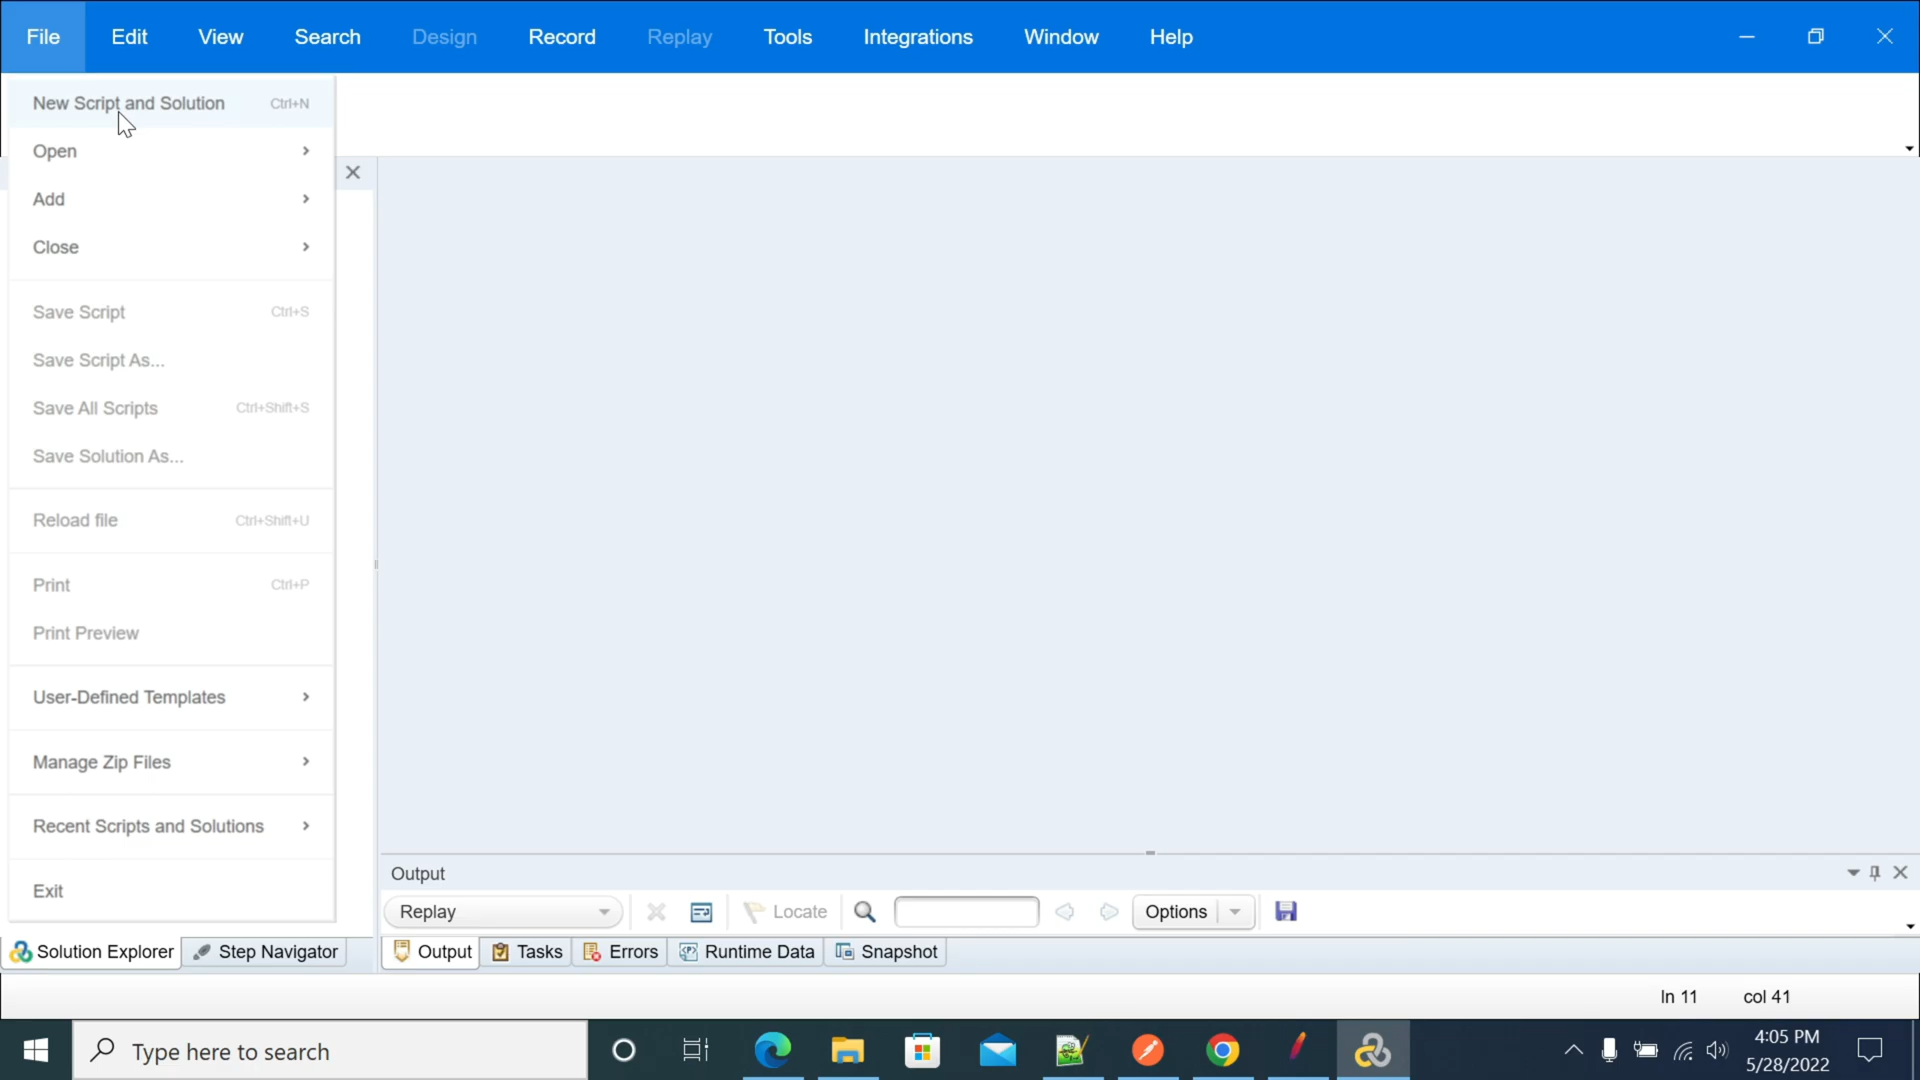 File Edit View Search Design Record Replay Tools Integrations Window Help
New Script and Solution Ctrl+N
Open
Add
Close
Save Script Ctrl+S
Save Script As...
Save All Scripts Ctrl+Shift+S
Save Solution As...
Reload file Ctrl+Shift+U
Print Ctrl+P
Print Preview
User-Defined Templates
Manage Zip Files
Recent Scripts and Solutions
Exit
Output
Replay Locate Options
Solution Explorer Step Navigator Output Tasks Errors Runtime Data Snapshot
ln 11 col 41
Type here to search
4:05 PM
5/28/2022